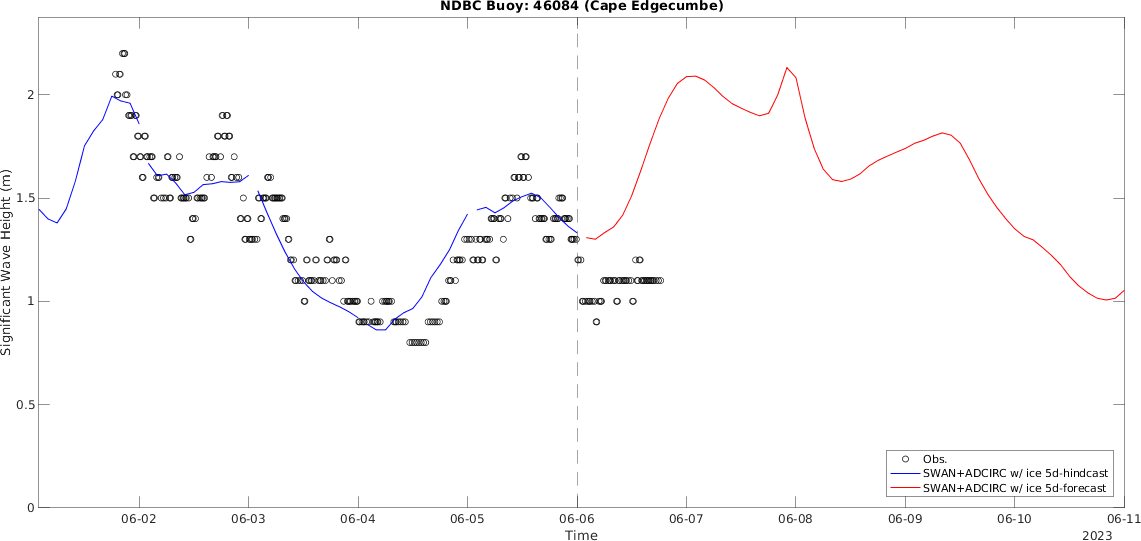 NDBC Buoy: 46084 (Cape Edgecumbe)
Significant Wave Height (m)
2
1.5
1
0.5
0
Obs.
SWAN+ADCIRC w/ ice 5d-hindcast
SWAN+ADCIRC w/ ice 5d-forecast
06-02 06-03 06-04 06-05 06-06 06-07 06-08 06-09 06-10 06-11
Time
2023